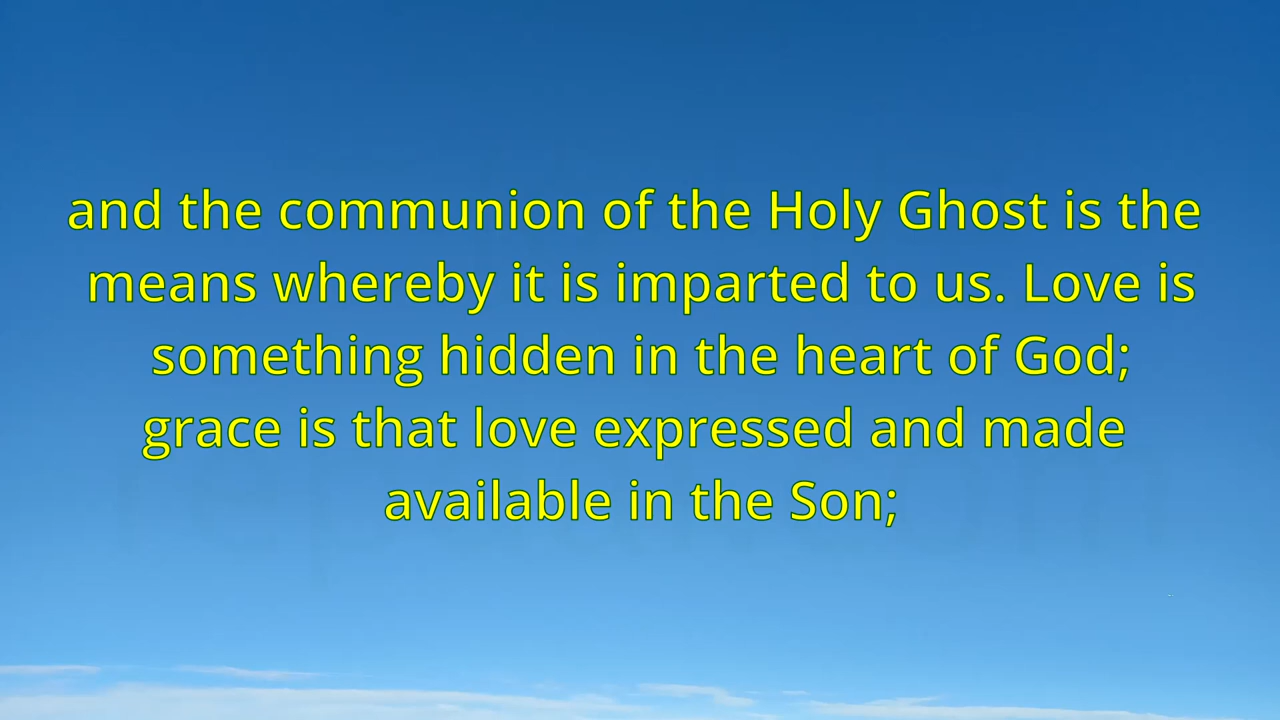 and the communion of the Holy Ghost is the
means whereby it is imparted to us. Love is
something hidden in the heart of God;
grace is that love expressed and made
available in the Son;